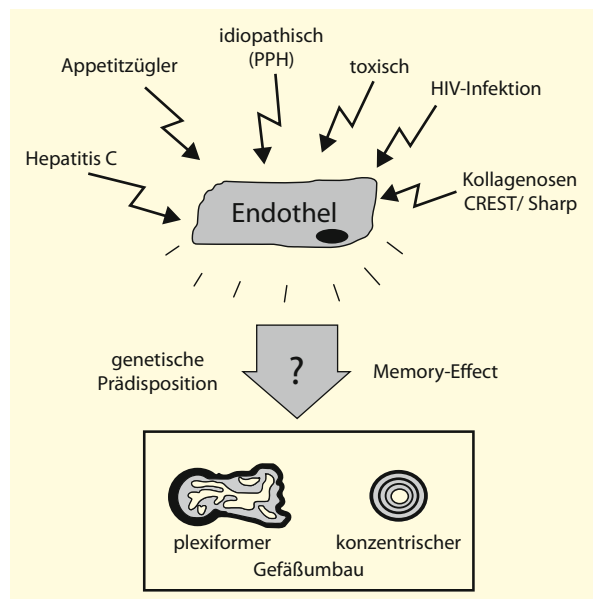 idiopathisch
(PPH)
Appetitzügler
toxisch
HIV-Infektion
Hepatitis C
Kollagenosen
CREST/ Sharp
Endothel
genetische
Prädisposition
?
Memory-Effect
plexiformer
konzentrischer
Gefäßumbau